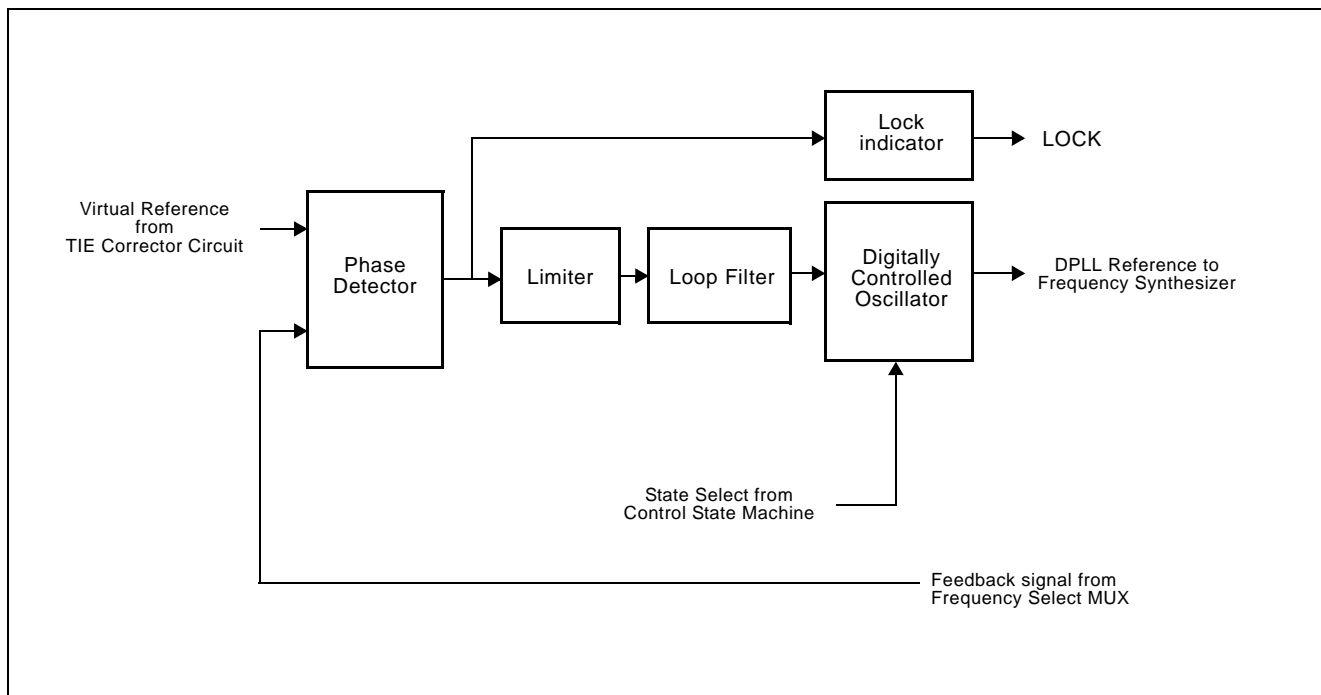 Lock
indicator
LOCK
Virtual Reference
from
TIE Corrector Circuit
Phase
Detector
Limiter
Loop Filter
Digitally
Controlled
Oscillator
DPLL Reference to
Frequency Synthesizer
State Select from
Control State Machine
Feedback signal from
Frequency Select MUX